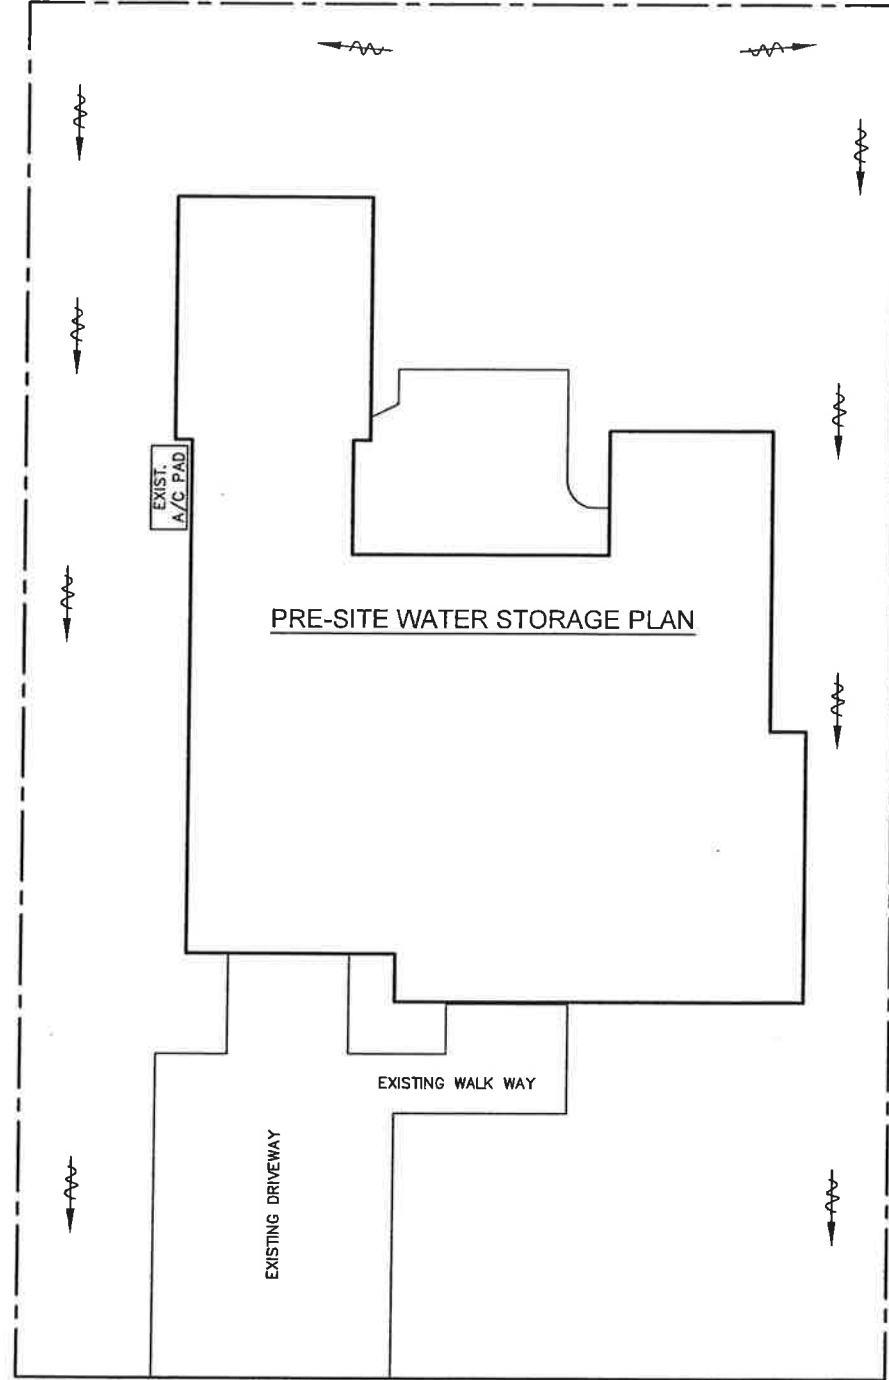 EXIST.
A/C PAD
PRE-SITE WATER STORAGE PLAN
EXISTING WALK WAY
EXISTING DRIVEWAY